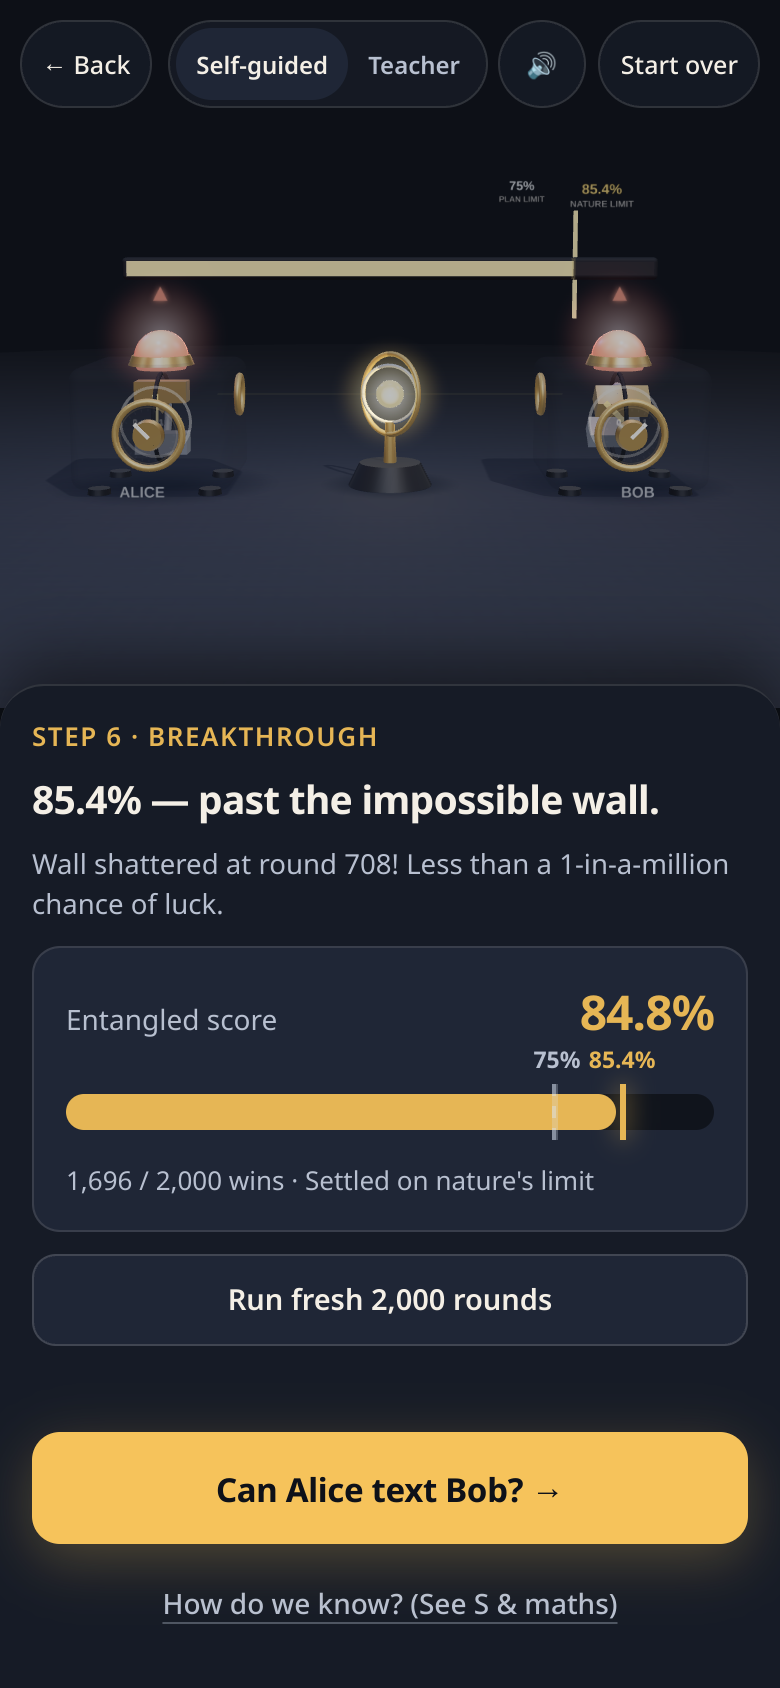 ← Back
Self-guided
Teacher
Start over
75%
PLAN LIMIT
85.4%
NATURE LIMIT
ALICE
BOB
STEP 6 · BREAKTHROUGH
85.4% — past the impossible wall.
Wall shattered at round 708! Less than a 1-in-a-million
chance of luck.
Entangled score
84.8%
75% 85.4%
1,696 / 2,000 wins · Settled on nature's limit
Run fresh 2,000 rounds
Can Alice text Bob? →
How do we know? (See S & maths)